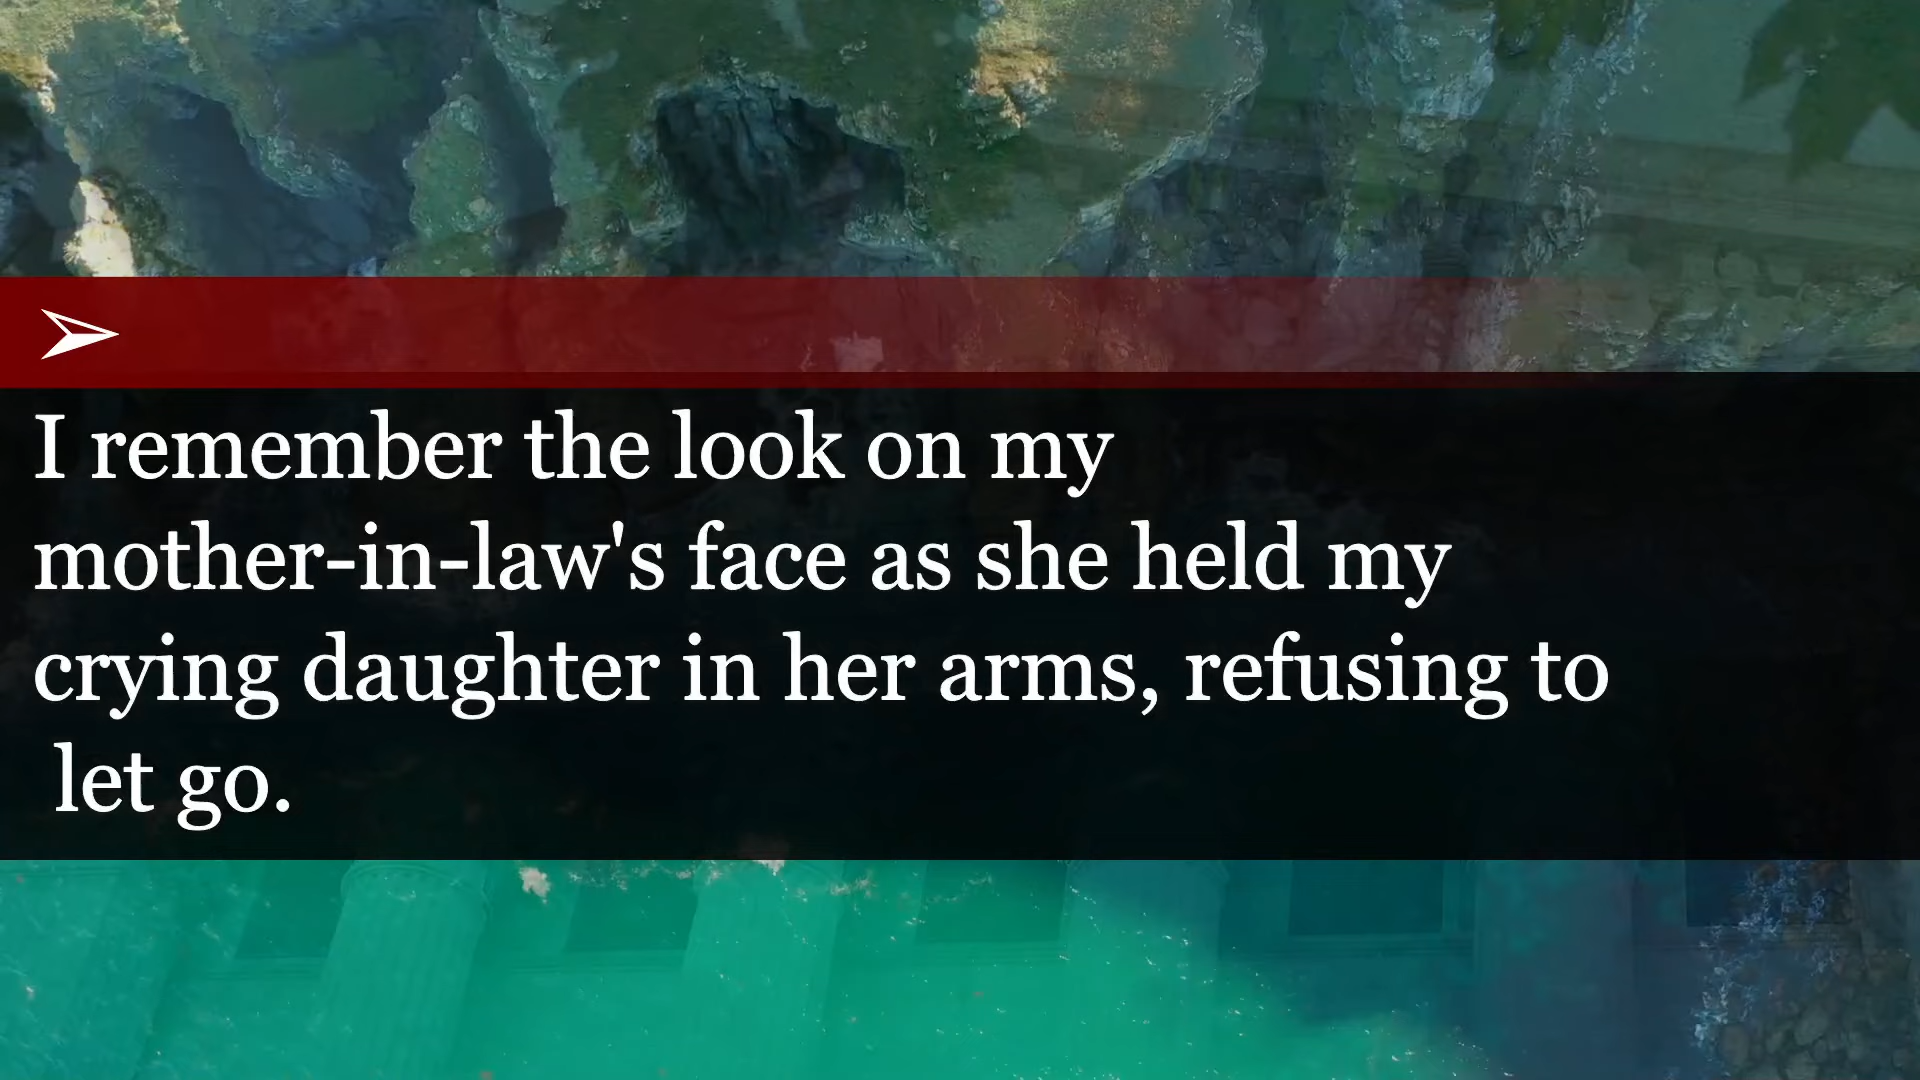 I remember the look on my
mother-in-law's face as she held my
crying daughter in her arms, refusing to
let go.